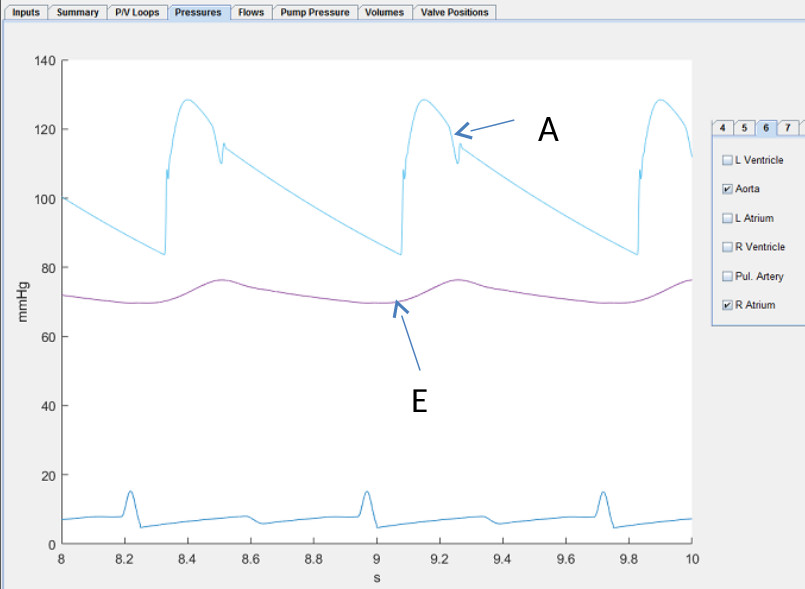 Inputs Summary P/V Loops Pressures Flows Pump Pressure Volumes Valve Positions
140
120
100
80
60
40
20
0
mmHg
8 8.2 8.4 8.6 8.8 9 9.2 9.4 9.6 9.8 10
s
A
E
4 5 6 7
L Ventricle
Aorta
L Atrium
R Ventricle
Pul. Artery
R Atrium